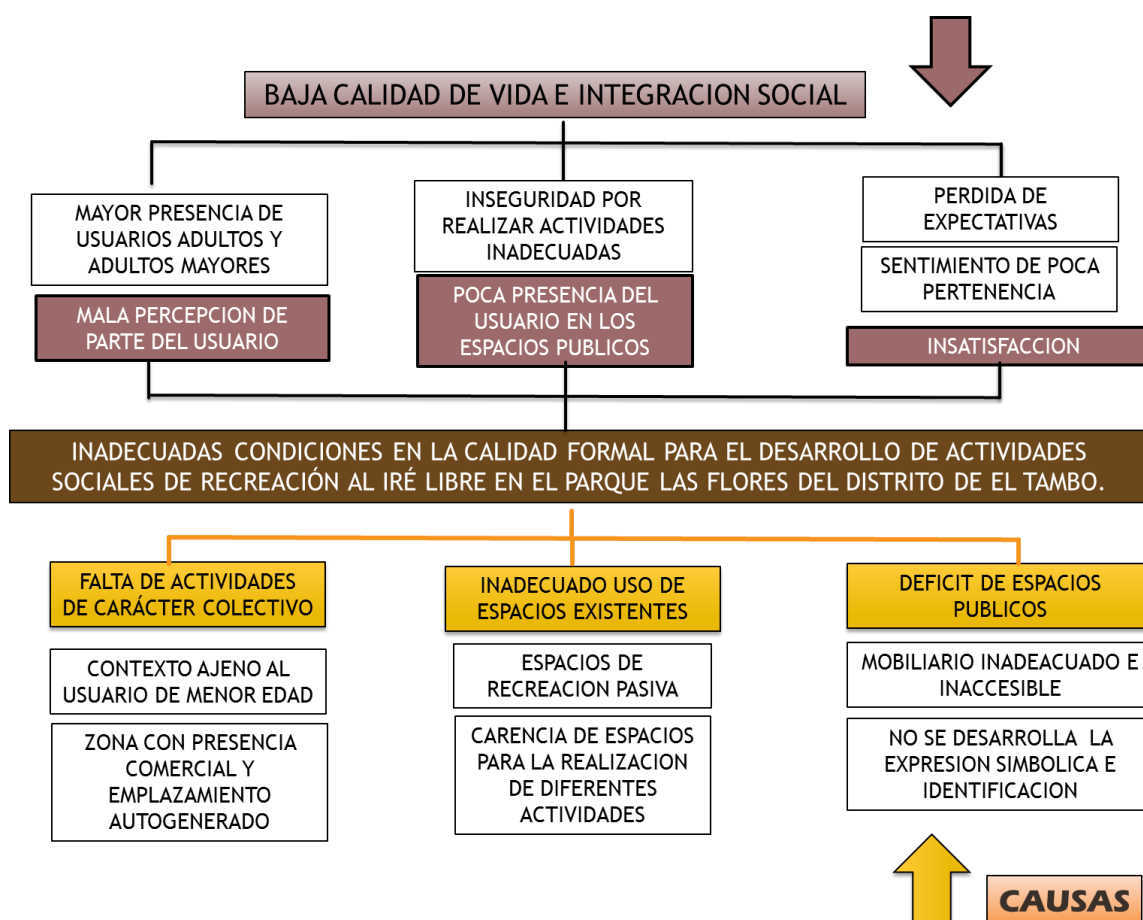 BAJA CALIDAD DE VIDA E INTEGRACION SOCIAL
MAYOR PRESENCIA DE
USUARIOS ADULTOS Y
ADULTOS MAYORES
MALA PERCEPCION DE
PARTE DEL USUARIO
INSEGURIDAD POR
REALIZAR ACTIVIDADES
INADECUADAS
POCA PRESENCIA DEL
USUARIO EN LOS
ESPACIOS PUBLICOS
PERDIDA DE
EXPECTATIVAS
SENTIMIENTO DE POCA
PERTENENCIA
INSATISFACCION
INADECUADAS CONDICIONES EN LA CALIDAD FORMAL PARA EL DESARROLLO DE ACTIVIDADES
SOCIALES DE RECREACIÓN AL IRÉ LIBRE EN EL PARQUE LAS FLORES DEL DISTRITO DE EL TAMBO.
FALTA DE ACTIVIDADES
DE CARÁCTER COLECTIVO
CONTEXTO AJENO AL
USUARIO DE MENOR EDAD
ZONA CON PRESENCIA
COMERCIAL Y
EMPLAZAMIENTO
AUTOGENERADO
INADECUADO USO DE
ESPACIOS EXISTENTES
ESPACIOS DE
RECREACION PASIVA
CARENCIA DE ESPACIOS
PARA LA REALIZACION
DE DIFERENTES
ACTIVIDADES
DEFICIT DE ESPACIOS
PUBLICOS
MOBILIARIO INADEACUADO E
INACCESIBLE
NO SE DESARROLLA LA
EXPRESION SIMBOLICA E
IDENTIFICACION
CAUSAS